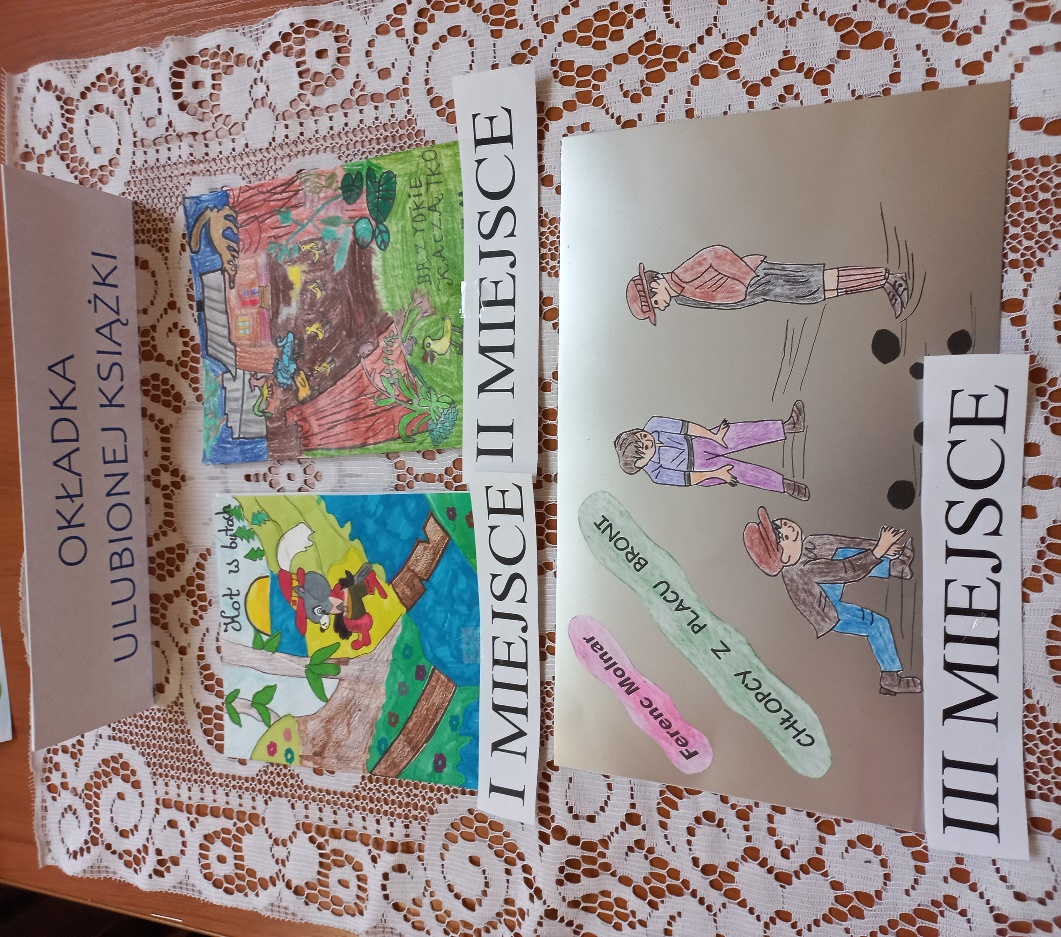 OKŁADKA
ULUBIONEJ KSIĄŻKI
Kot w butach
I MIEJSCE
BRZYDKIE
KACZĄTKO
II MIEJSCE
Ferenc Molnar
CHŁOPCY Z PLACU BRONI
III MIEJSCE